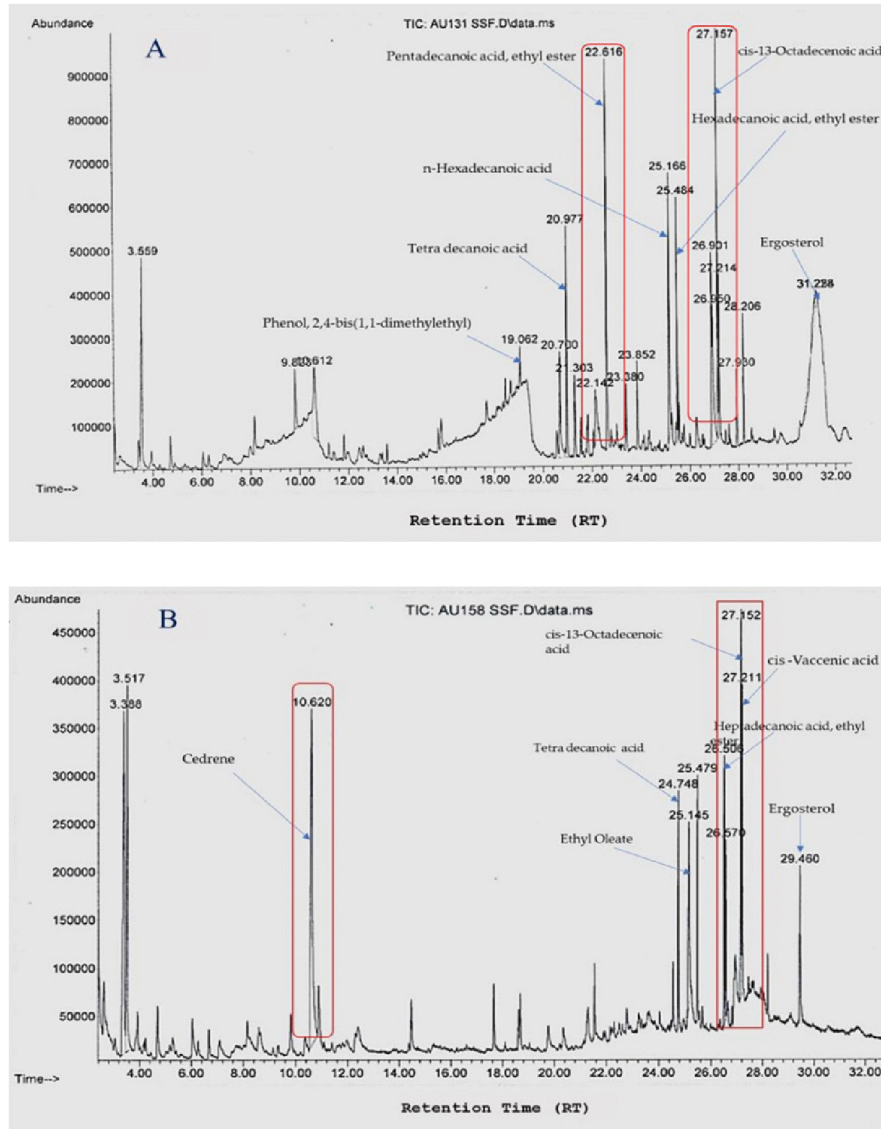 Abundance
TIC: AU131 SSF.D\data.ms
A
27.157
22.616
cis-13-Octadecenoic acid
Pentadecanoic acid, ethyl ester
900000
800000
Hexadecanoic acid, ethyl ester
700000
n-Hexadecanoic acid
25.166
600000
25.484
20.977
500000
3.559
Tetra decanoic acid
26.901
Ergosterol
400000
27.214
31.228
26.950
28.206
Phenol, 2,4-bis(1,1-dimethylethyl)
300000
19.062
20.700
23.852
10.612
21.303
27.930
200000
22.142
23.380
100000
Time-->
4.00 6.00 8.00 10.00 12.00 14.00 16.00 18.00 20.00 22.00 24.00 26.00 28.00 30.00 32.00
Retention Time (RT)
Abundance
TIC: AU158 SSF.D\data.ms
B
27.152
450000
cis-13-Octadecenoic
acid
cis -Vaccenic acid
3.517
27.211
400000
3.388
10.620
350000
Heptadecanoic acid, ethyl
ester
Tetra decanoic acid
26.506
Cedrene
25.479
300000
24.748
Ergosterol
25.145
250000
Ethyl Oleate
26.570
29.460
200000
150000
100000
50000
Time-->
4.00 6.00 8.00 10.00 12.00 14.00 16.00 18.00 20.00 22.00 24.00 26.00 28.00 30.00 32.00
Retention Time (RT)